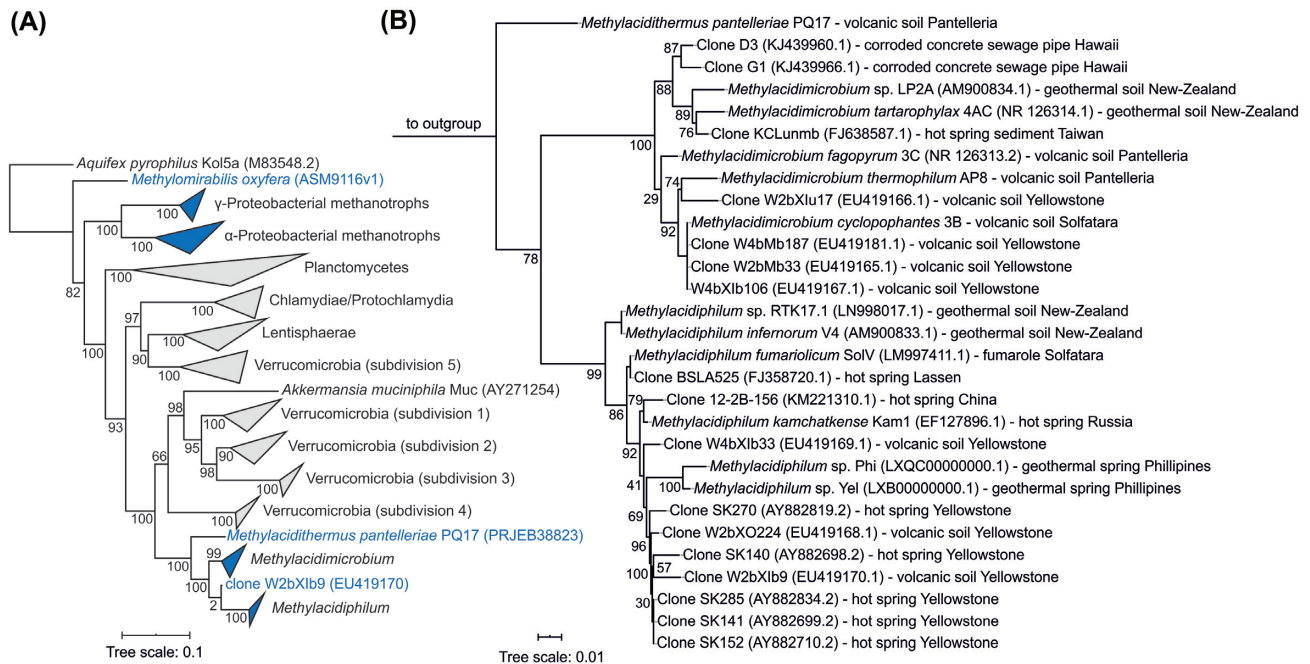 (A)
Aquifex pyrophilus Kol5a (M83548.2)
Methylomirabilis oxyfera (ASM9116v1)
γ-Proteobacterial methanotrophs
100
α-Proteobacterial methanotrophs
100
100
Planctomycetes
100
82
Chlamydiae/Protochlamydia
100
97
Lentisphaerae
100
100
90
Verrucomicrobia (subdivision 5)
100
Akkermansia muciniphila Muc (AY271254)
98
Verrucomicrobia (subdivision 1)
100
93
95
Verrucomicrobia (subdivision 2)
90
66
98
Verrucomicrobia (subdivision 3)
100
Verrucomicrobia (subdivision 4)
100
100
Methylacidithermus pantelleriae PQ17 (PRJEB38823)
99
Methylacidimicrobium
100
clone W2bXIb9 (EU419170)
100
2
Methylacidiphilum
100
Tree scale: 0.1
(B)
Methylacidithermus pantelleriae PQ17 - volcanic soil Pantelleria
87
Clone D3 (KJ439960.1) - corroded concrete sewage pipe Hawaii
Clone G1 (KJ439966.1) - corroded concrete sewage pipe Hawaii
88
Methylacidimicrobium sp. LP2A (AM900834.1) - geothermal soil New-Zealand
89
Methylacidimicrobium tartarophylax 4AC (NR 126314.1) - geothermal soil New-Zealand
to outgroup
76
Clone KCLunmb (FJ638587.1) - hot spring sediment Taiwan
100
Methylacidimicrobium fagopyrum 3C (NR 126313.2) - volcanic soil Pantelleria
74
Methylacidimicrobium thermophilum AP8 - volcanic soil Pantelleria
29
Clone W2bXIu17 (EU419166.1) - volcanic soil Yellowstone
92
Methylacidimicrobium cyclopophantes 3B - volcanic soil Solfatara
Clone W4bMb187 (EU419181.1) - volcanic soil Yellowstone
78
Clone W2bMb33 (EU419165.1) - volcanic soil Yellowstone
W4bXIb106 (EU419167.1) - volcanic soil Yellowstone
Methylacidiphilum sp. RTK17.1 (LN998017.1) - geothermal soil New-Zealand
Methylacidiphilum infernorum V4 (AM900833.1) - geothermal soil New-Zealand
Methylacidiphilum fumariolicum SolV (LM997411.1) - fumarole Solfatara
99
Clone BSLA525 (FJ358720.1) - hot spring Lassen
79
Clone 12-2B-156 (KM221310.1) - hot spring China
86
Methylacidiphilum kamchatkense Kam1 (EF127896.1) - hot spring Russia
92
Clone W4bXIb33 (EU419169.1) - volcanic soil Yellowstone
Methylacidiphilum sp. Phi (LXQC00000000.1) - geothermal spring Phillipines
41
100
Methylacidiphilum sp. Yel (LXB00000000.1) - geothermal spring Phillipines
69
Clone SK270 (AY882819.2) - hot spring Yellowstone
Clone W2bXO224 (EU419168.1) - volcanic soil Yellowstone
96
Clone SK140 (AY882698.2) - hot spring Yellowstone
100
57
Clone W2bXIb9 (EU419170.1) - volcanic soil Yellowstone
30
Clone SK285 (AY882834.2) - hot spring Yellowstone
Clone SK141 (AY882699.2) - hot spring Yellowstone
Clone SK152 (AY882710.2) - hot spring Yellowstone
Tree scale: 0.01